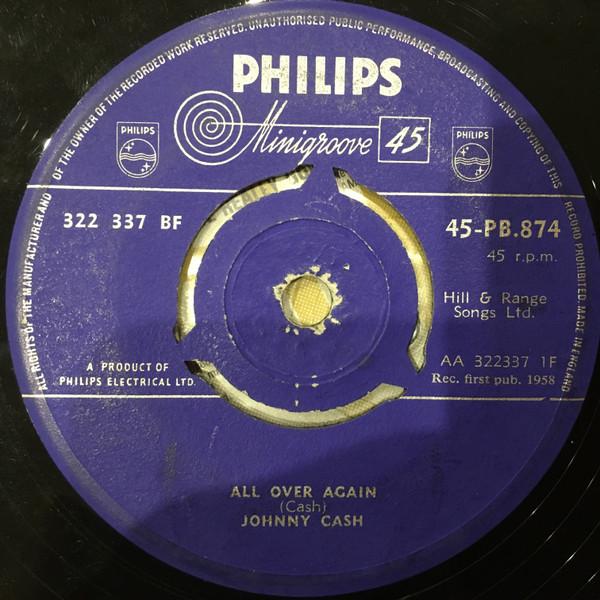 ALL RIGHTS OF THE MANUFACTURER AND OF THE OWNER OF THE RECORDED WORK RESERVED. UNAUTHORISED PUBLIC PERFORMANCE, BROADCASTING AND COPYING OF THIS RECORD PROHIBITED. MADE IN ENGLAND
PHILIPS
Minigroove 45
PHILIPS
PHILIPS
322 337 BF
45-PB.874
45 r.p.m.
Hill & Range
Songs Ltd.
AA 322337 1F
Rec. first pub. 1958
A PRODUCT OF
PHILIPS ELECTRICAL LTD.
ALL OVER AGAIN
(Cash)
JOHNNY CASH